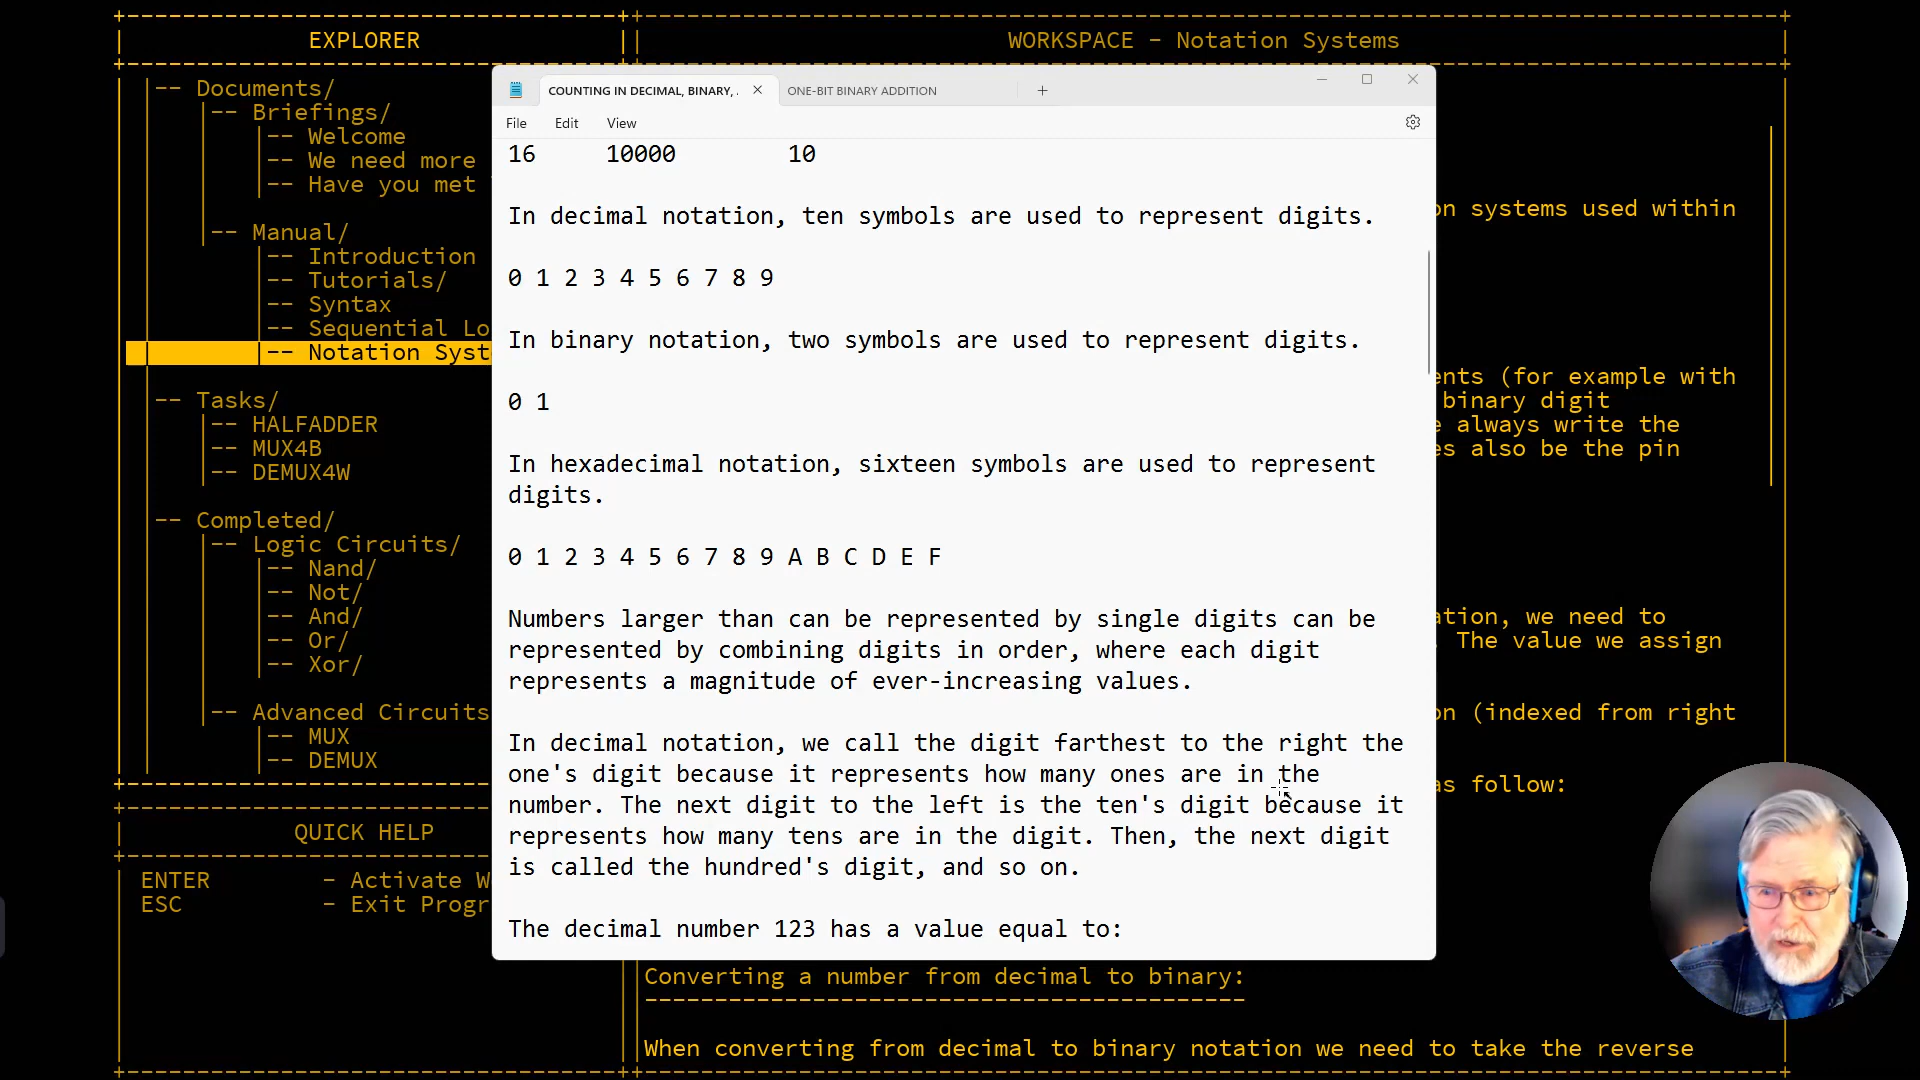 EXPLORER
-- Documents/
-- Briefings/
-- Welcome
-- We need more
-- Have you met
-- Manual/
-- Introduction
-- Tutorials/
-- Syntax
-- Sequential Lo
-- Notation Syst
-- Tasks/
-- HALFADDER
-- MUX4B
-- DEMUX4W
-- Completed/
-- Logic Circuits/
-- Nand/
-- Not/
-- And/
-- Or/
-- Xor/
-- Advanced Circuits
-- MUX
-- DEMUX
QUICK HELP
ENTER - Activate W
ESC - Exit Progr
WORKSPACE - Notation Systems
COUNTING IN DECIMAL, BINARY,
ONE-BIT BINARY ADDITION
File Edit View
16 10000 10
In decimal notation, ten symbols are used to represent digits.
0 1 2 3 4 5 6 7 8 9
In binary notation, two symbols are used to represent digits.
0 1
In hexadecimal notation, sixteen symbols are used to represent
digits.
0 1 2 3 4 5 6 7 8 9 A B C D E F
Numbers larger than can be represented by single digits can be
represented by combining digits in order, where each digit
represents a magnitude of ever-increasing values.
In decimal notation, we call the digit farthest to the right the
one's digit because it represents how many ones are in the
number. The next digit to the left is the ten's digit because it
represents how many tens are in the digit. Then, the next digit
is called the hundred's digit, and so on.
The decimal number 123 has a value equal to:
on systems used within
ents (for example with
binary digit
e always write the
es also be the pin
ation, we need to
. The value we assign
on (indexed from right
as follow:
Converting a number from decimal to binary:
When converting from decimal to binary notation we need to take the reverse